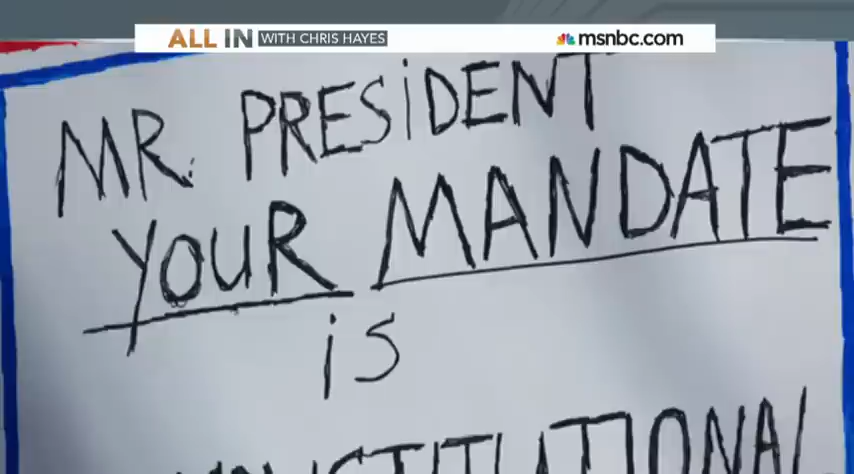 ALL IN WITH CHRIS HAYES
msnbc.com
MR. PRESiDENT
YOUR MANDATE
iS